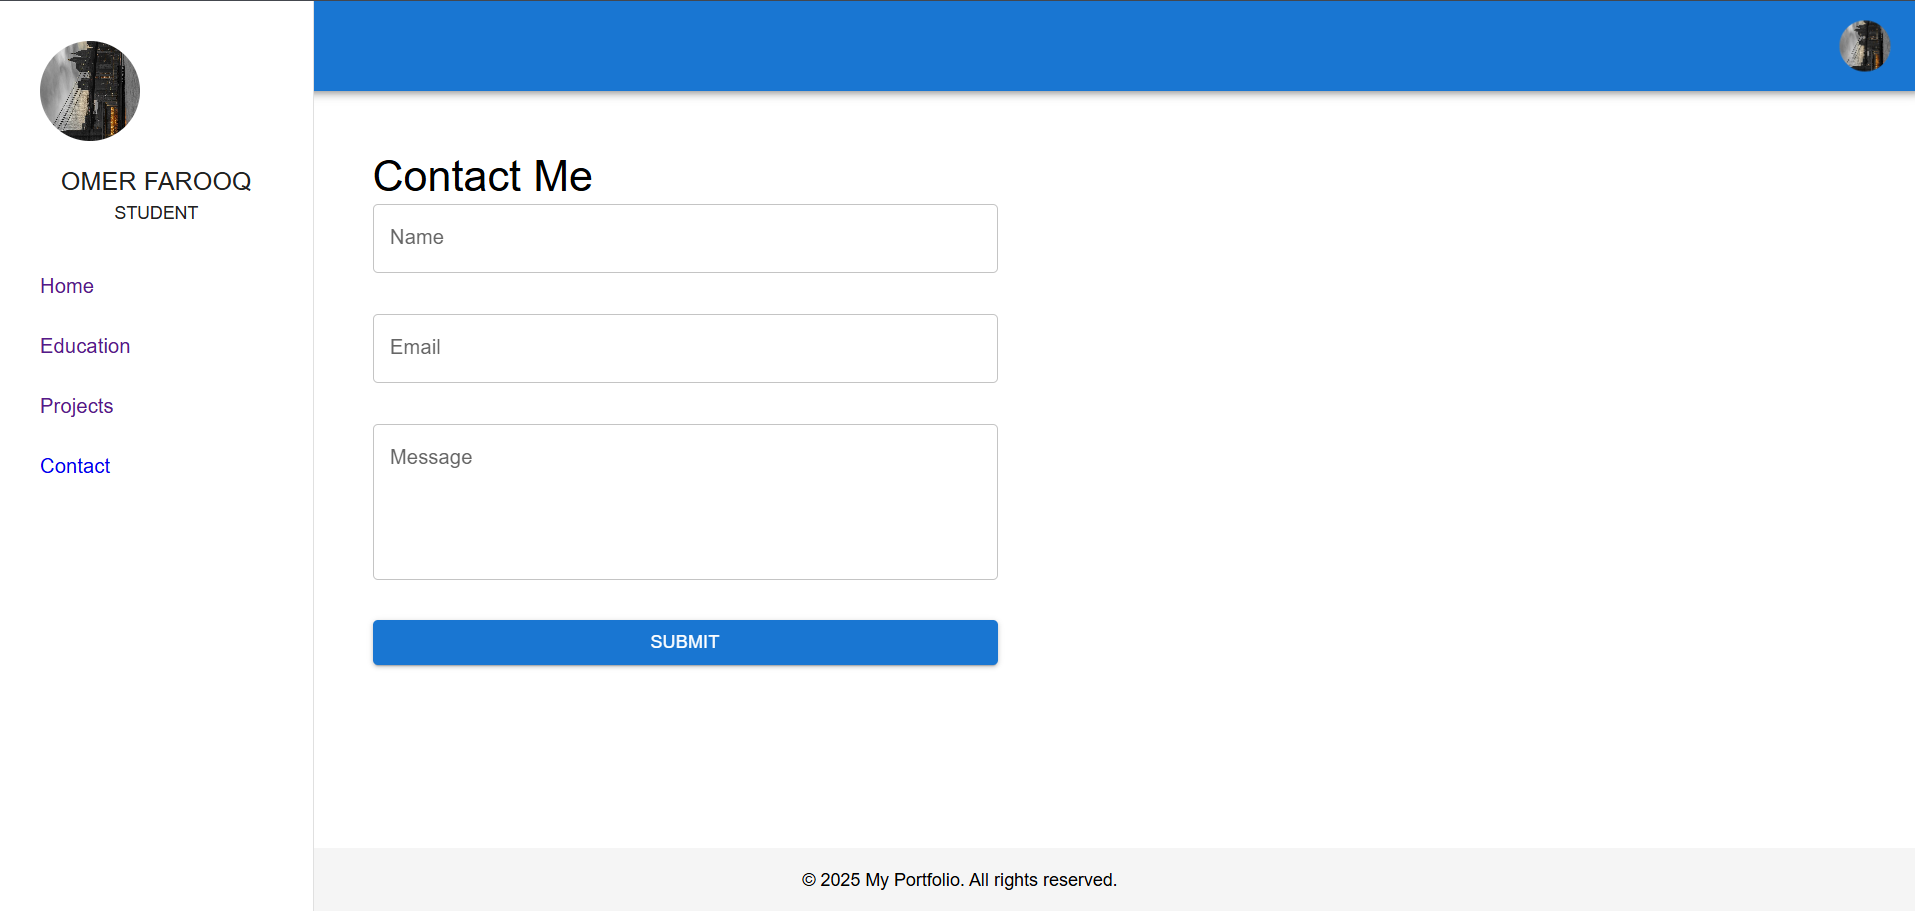 OMER FAROOQ
STUDENT
Home
Education
Projects
Contact
Contact Me
Name
Email
Message
SUBMIT
© 2025 My Portfolio. All rights reserved.